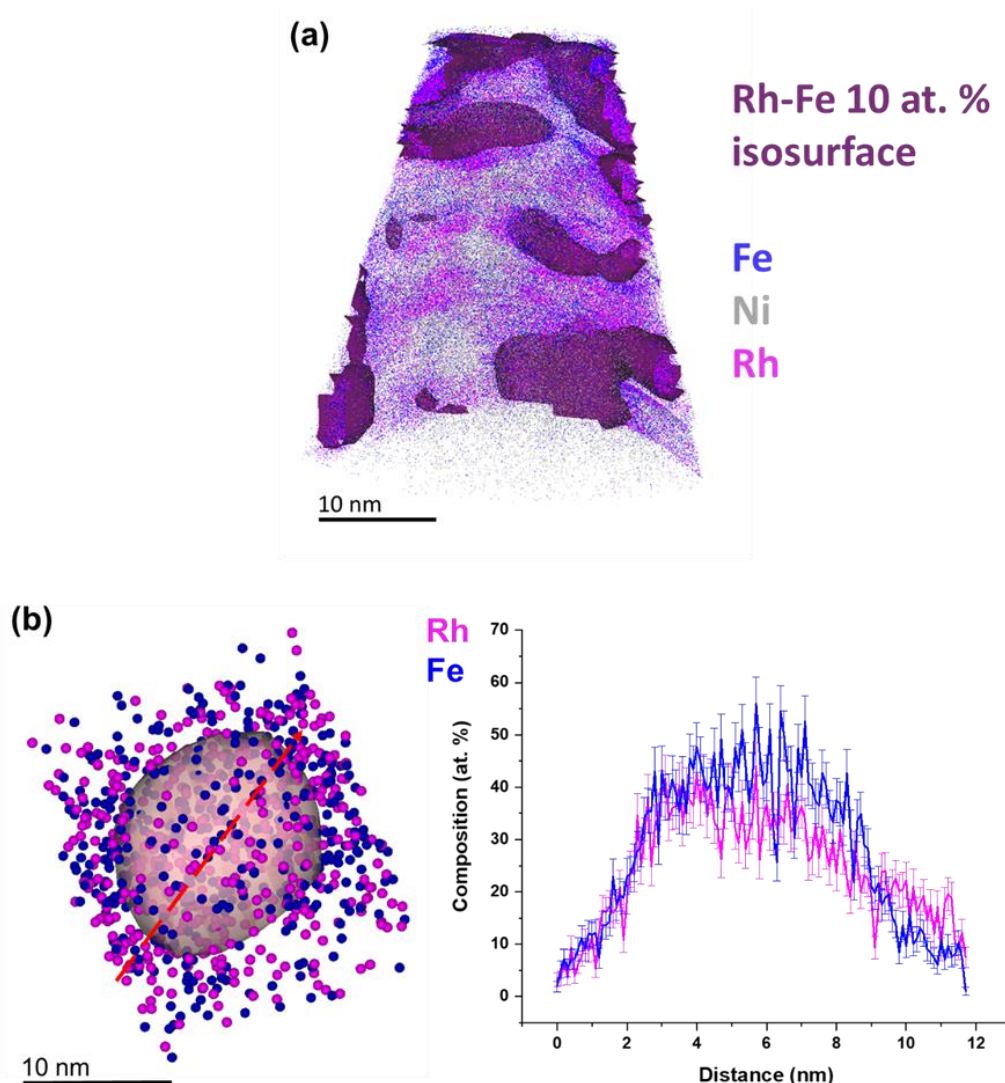 (a)
Rh-Fe 10 at. %
isosurface
Fe
Ni
Rh
10 nm
(b)
10 nm
Rh
Fe
Composition (at. %)
70
60
50
40
30
20
10
0
0 2 4 6 8 10 12
Distance (nm)